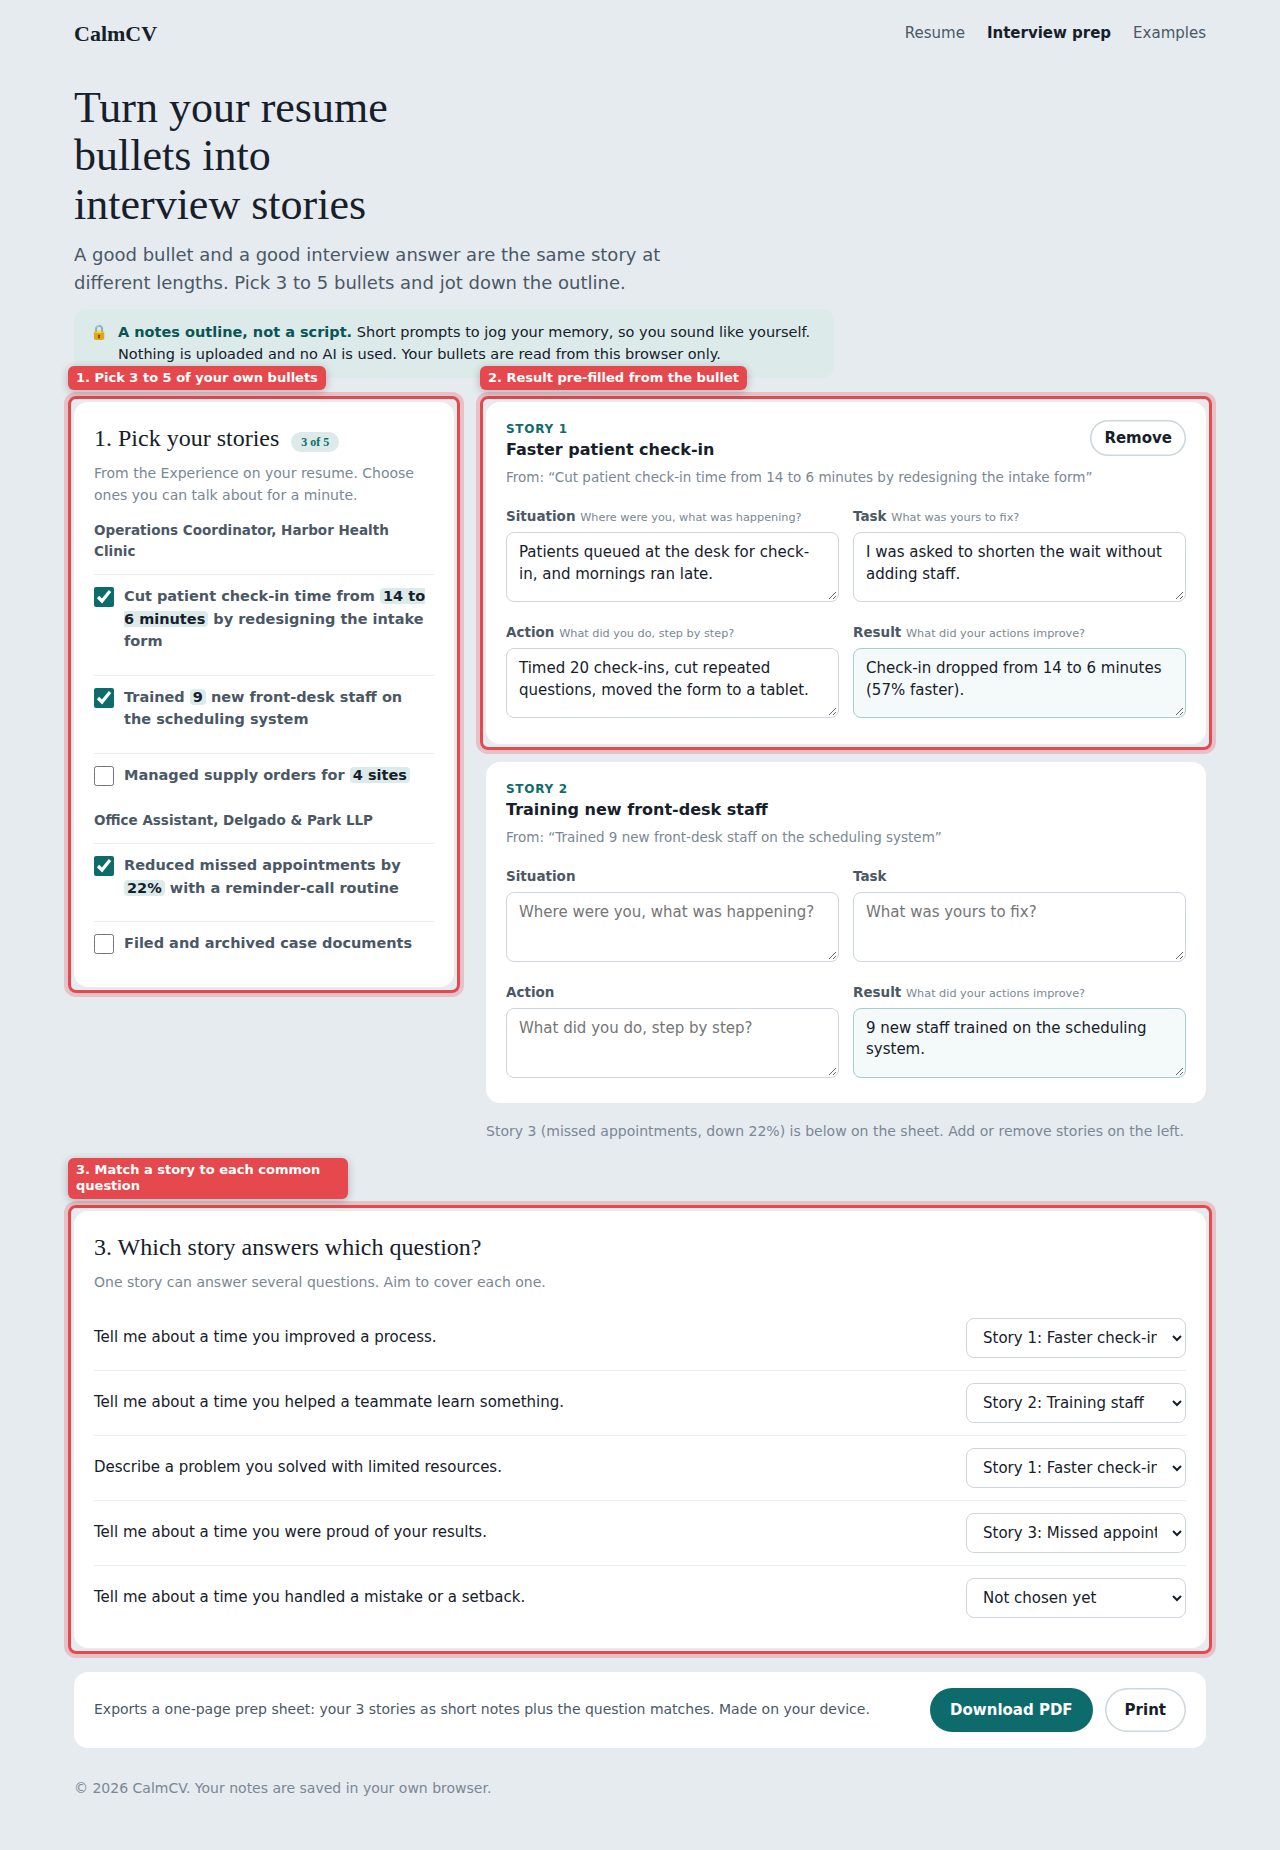 CalmCV
Resume Interview prep Examples
Turn your resume
bullets into
interview stories
A good bullet and a good interview answer are the same story at
different lengths. Pick 3 to 5 bullets and jot down the outline.
A notes outline, not a script. Short prompts to jog your memory, so you sound like yourself.
Nothing is uploaded and no AI is used. Your bullets are read from this browser only.
1. Pick 3 to 5 of your own bullets
1. Pick your stories 3 of 5
From the Experience on your resume. Choose
ones you can talk about for a minute.
Operations Coordinator, Harbor Health
Clinic
Cut patient check-in time from 14 to
6 minutes by redesigning the intake
form
Trained 9 new front-desk staff on
the scheduling system
Managed supply orders for 4 sites
Office Assistant, Delgado & Park LLP
Reduced missed appointments by
22% with a reminder-call routine
Filed and archived case documents
2. Result pre-filled from the bullet
STORY 1
Faster patient check-in
Remove
From: “Cut patient check-in time from 14 to 6 minutes by redesigning the intake form”
Situation Where were you, what was happening?
Patients queued at the desk for check-
in, and mornings ran late.
Task What was yours to fix?
I was asked to shorten the wait without
adding staff.
Action What did you do, step by step?
Timed 20 check-ins, cut repeated
questions, moved the form to a tablet.
Result What did your actions improve?
Check-in dropped from 14 to 6 minutes
(57% faster).
STORY 2
Training new front-desk staff
From: “Trained 9 new front-desk staff on the scheduling system”
Situation
Where were you, what was happening?
Task
What was yours to fix?
Action
What did you do, step by step?
Result What did your actions improve?
9 new staff trained on the scheduling
system.
Story 3 (missed appointments, down 22%) is below on the sheet. Add or remove stories on the left.
3. Match a story to each common
question
3. Which story answers which question?
One story can answer several questions. Aim to cover each one.
Tell me about a time you improved a process.
Story 1: Faster check-in
Tell me about a time you helped a teammate learn something.
Story 2: Training staff
Describe a problem you solved with limited resources.
Story 1: Faster check-in
Tell me about a time you were proud of your results.
Story 3: Missed appoint
Tell me about a time you handled a mistake or a setback.
Not chosen yet
Exports a one-page prep sheet: your 3 stories as short notes plus the question matches. Made on your device.
Download PDF
Print
© 2026 CalmCV. Your notes are saved in your own browser.